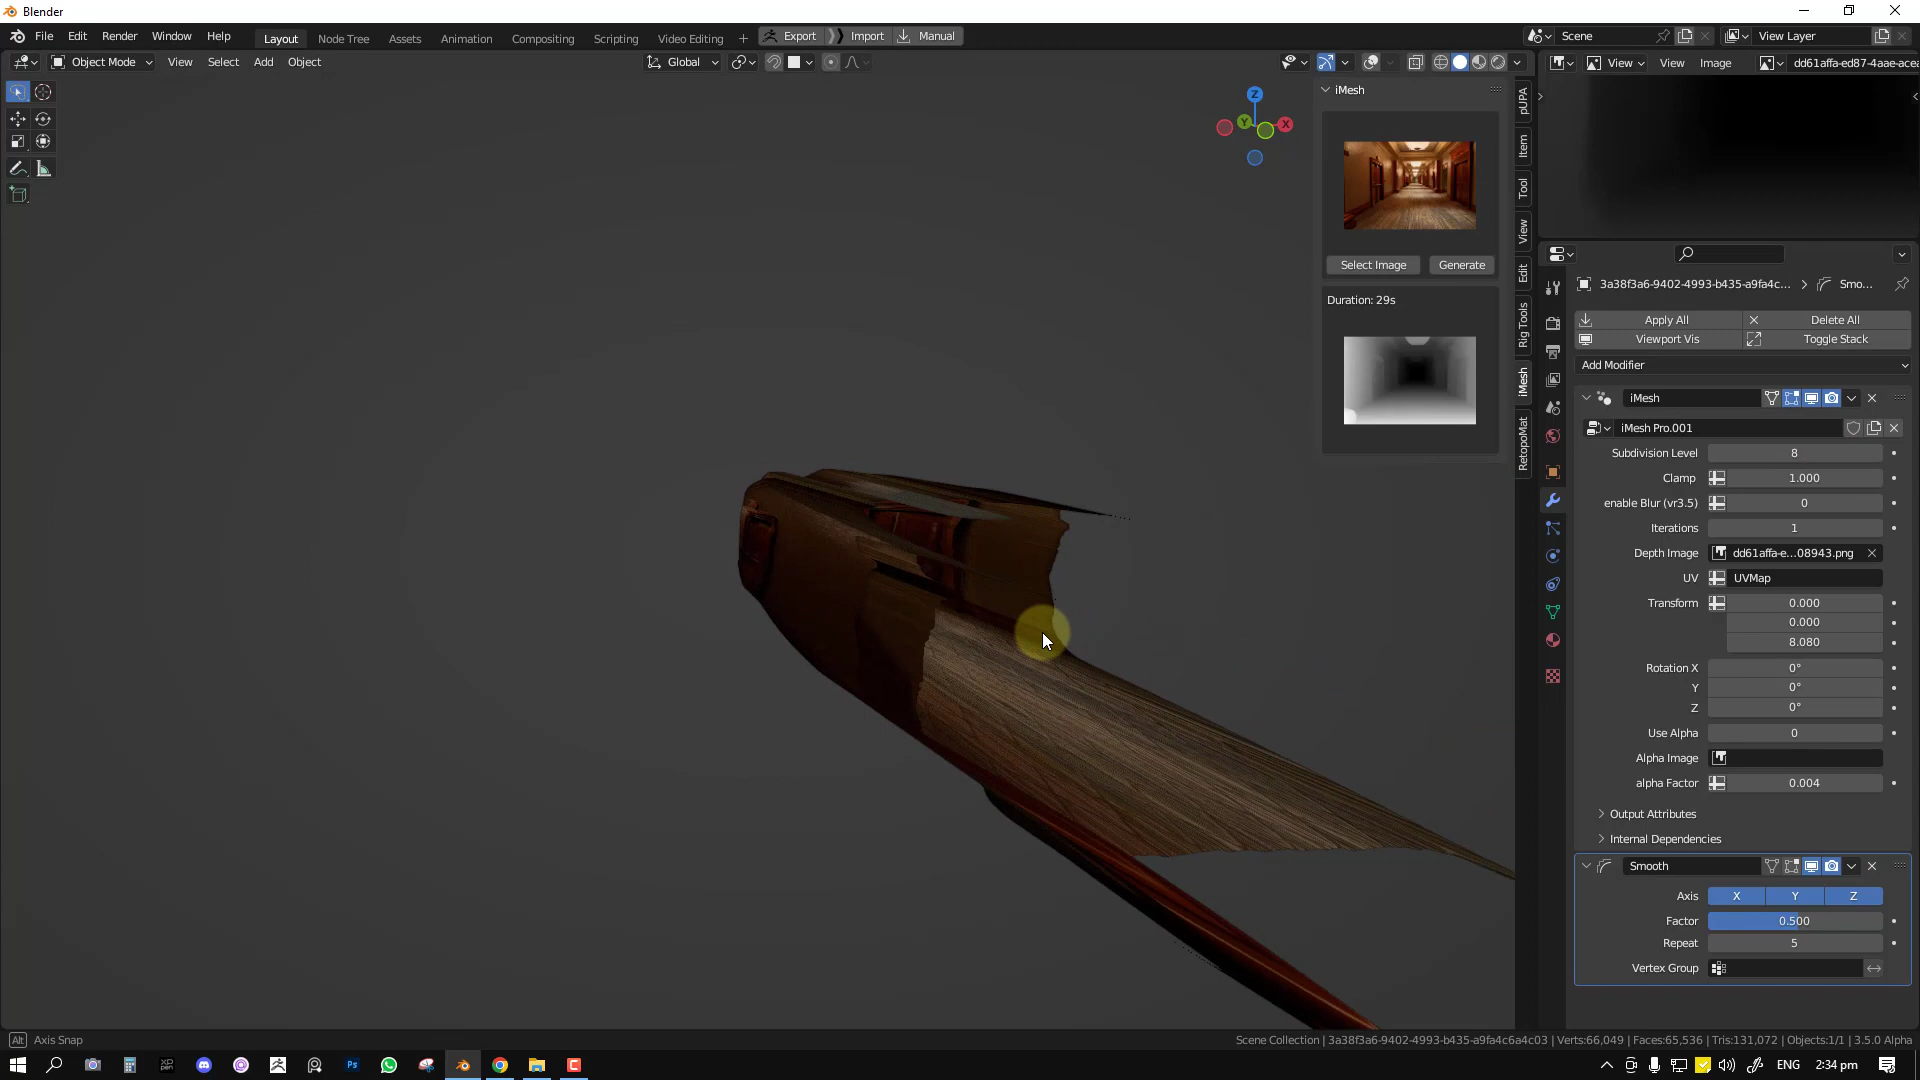 Blender
File Edit Render Window Help
Layout Node Tree Assets Animation Compositing Scripting Video Editing
Export Import Manual
Scene
View Layer
Object Mode View Select Add Object
Global
View View Image
dd61affa-ed87-4aae-acea
Z
Y
X
iMesh
Select Image Generate
Duration: 29s
pUPA
Item
Tool
View
Edit
Rig Tools
iMesh
RetopoMat
3a38f3a6-9402-4993-b435-a9fa4c... Smo...
Apply All Delete All
Viewport Vis Toggle Stack
Add Modifier
iMesh
iMesh Pro.001
Subdivision Level 8
Clamp 1.000
enable Blur (vr3.5) 0
Iterations 1
Depth Image dd61affa-e...08943.png
UV UVMap
Transform 0.000
0.000
8.080
Rotation X 0°
Y 0°
Z 0°
Use Alpha 0
Alpha Image
alpha Factor 0.004
Output Attributes
Internal Dependencies
Smooth
Axis X Y Z
Factor 0.500
Repeat 5
Vertex Group
Alt Axis Snap
Scene Collection | 3a38f3a6-9402-4993-b435-a9fa4c6a4c03 | Verts:66,049 | Faces:65,536 | Tris:131,072 | Objects:1/1 | 3.5.0 Alpha
ENG 2:34 pm